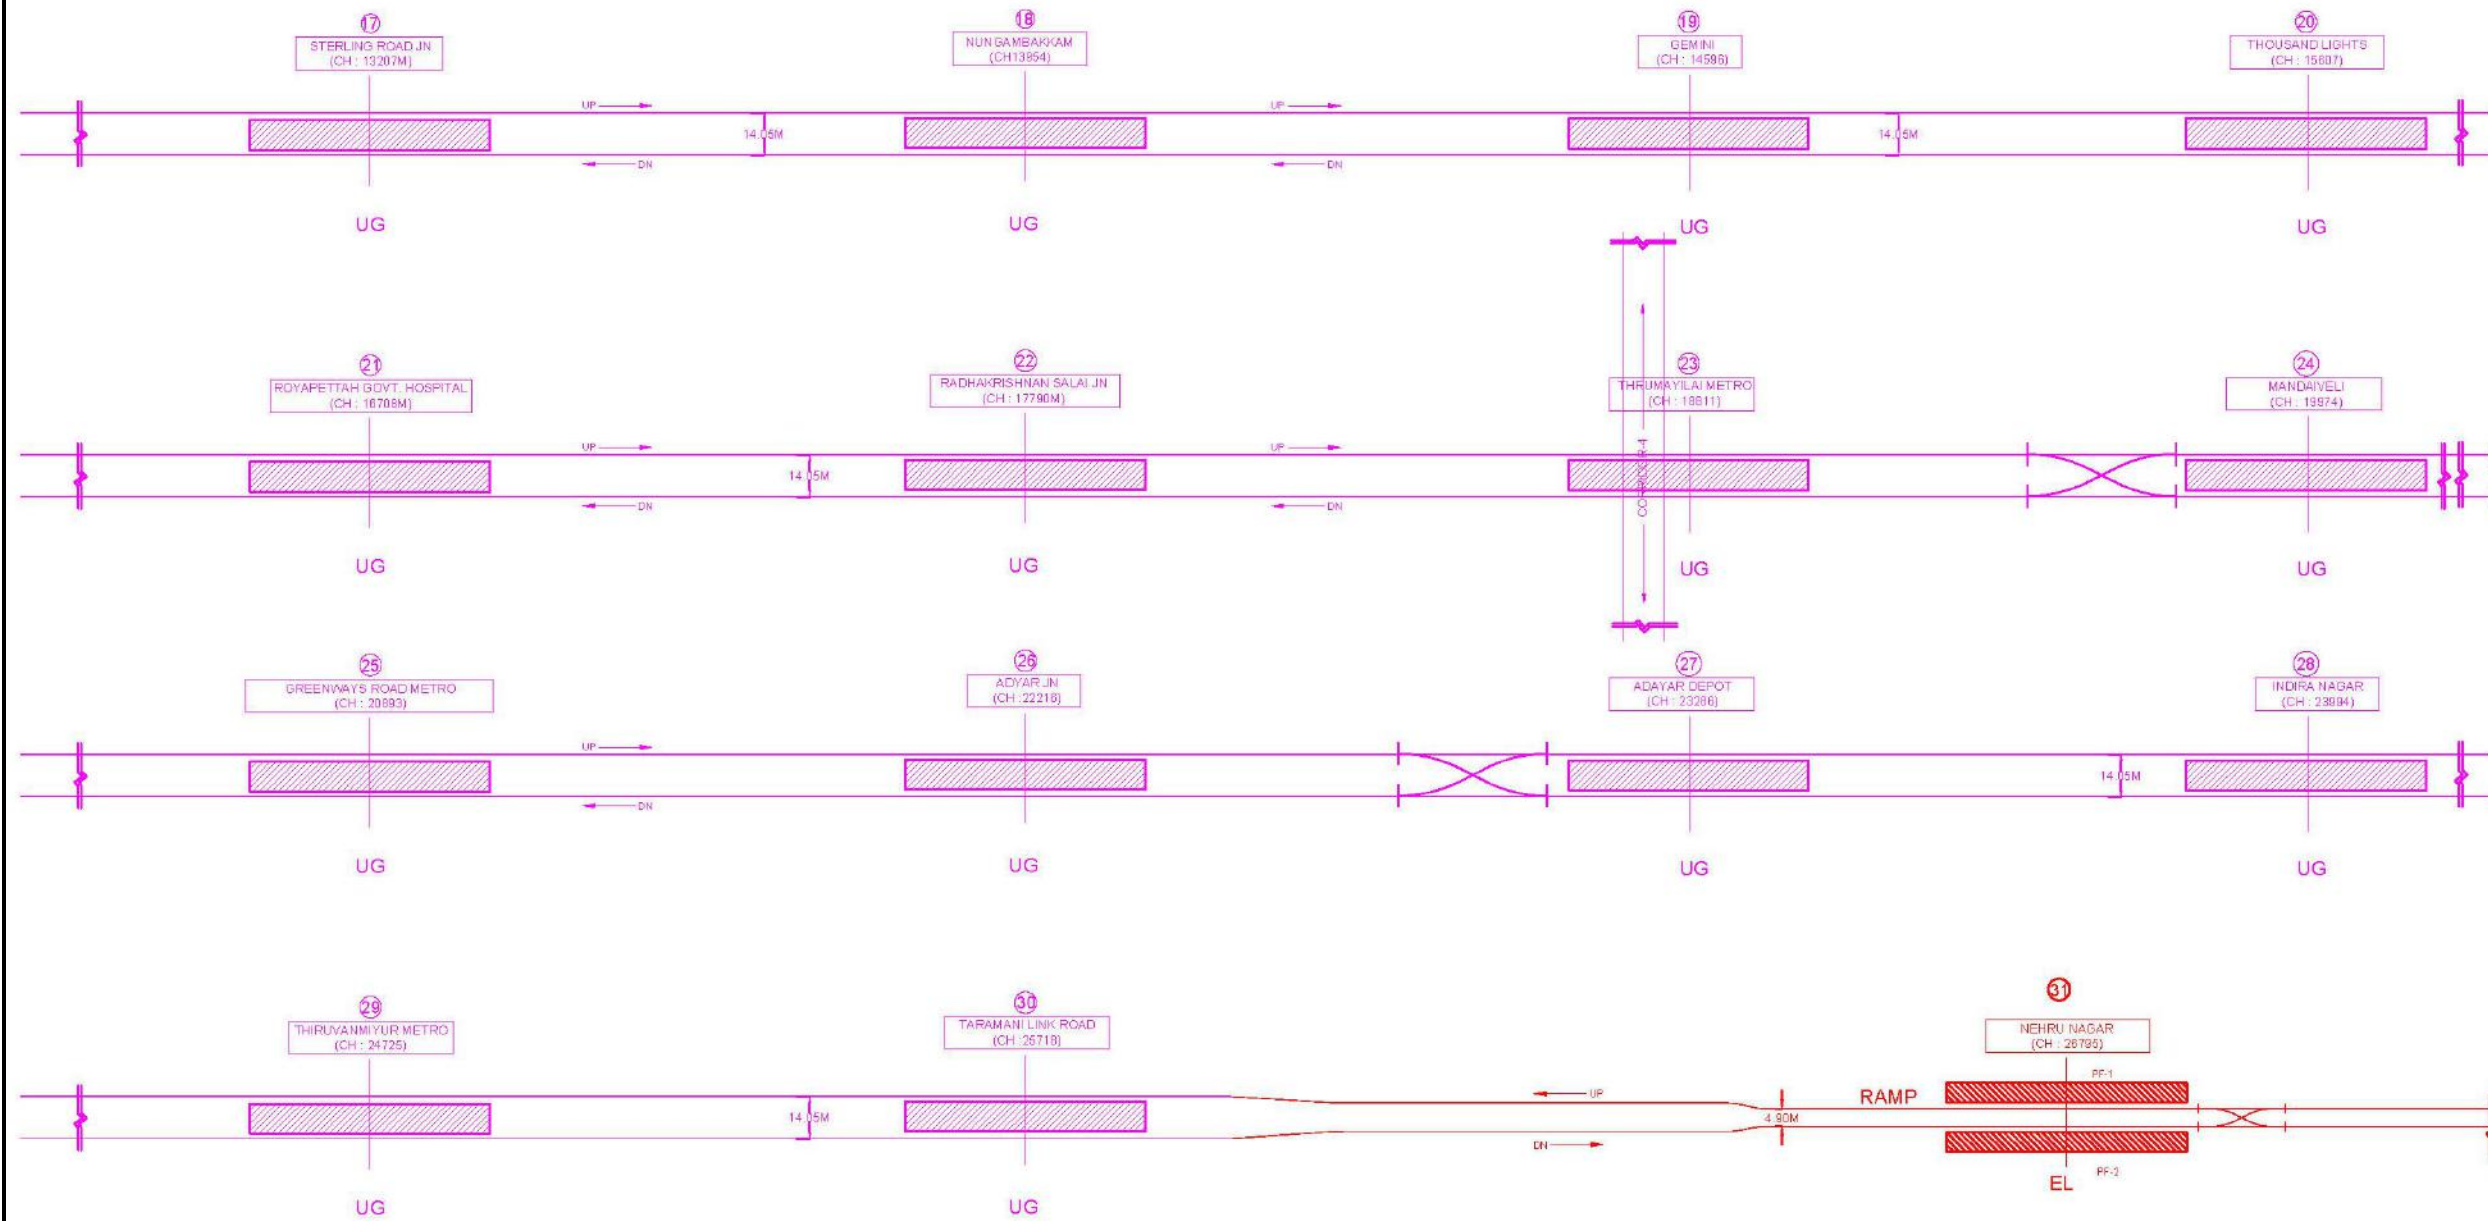 17
STERLING ROAD JN
(CH : 13207M)
18
NUNGAMBAKKAM
(CH13954)
19
GEMINI
(CH : 14596)
20
THOUSAND LIGHTS
(CH : 15607)
UP
UP
14.05M
14.05M
DN
DN
UG
UG
UG
UG
21
ROYAPETTAH GOVT. HOSPITAL
(CH : 16708M)
22
RADHAKRISHNAN SALAI JN
(CH : 17790M)
23
THRUMAYILAI METRO
(CH : 18811)
24
MANDAIVELI
(CH : 19974)
UP
UP
14.05M
CORRIDOR-4
DN
DN
UG
UG
UG
UG
25
GREENWAYS ROAD METRO
(CH : 20893)
26
ADYAR JN
(CH :22216)
27
ADAYAR DEPOT
(CH : 23286)
28
INDIRA NAGAR
(CH : 23994)
UP
14.05M
DN
UG
UG
UG
UG
29
THIRUVANMIYUR METRO
(CH : 24725)
30
TARAMANI LINK ROAD
(CH :25718)
31
NEHRU NAGAR
(CH : 26795)
PF-1
UP
RAMP
14.05M
4.90M
DN
PF-2
EL
UG
UG